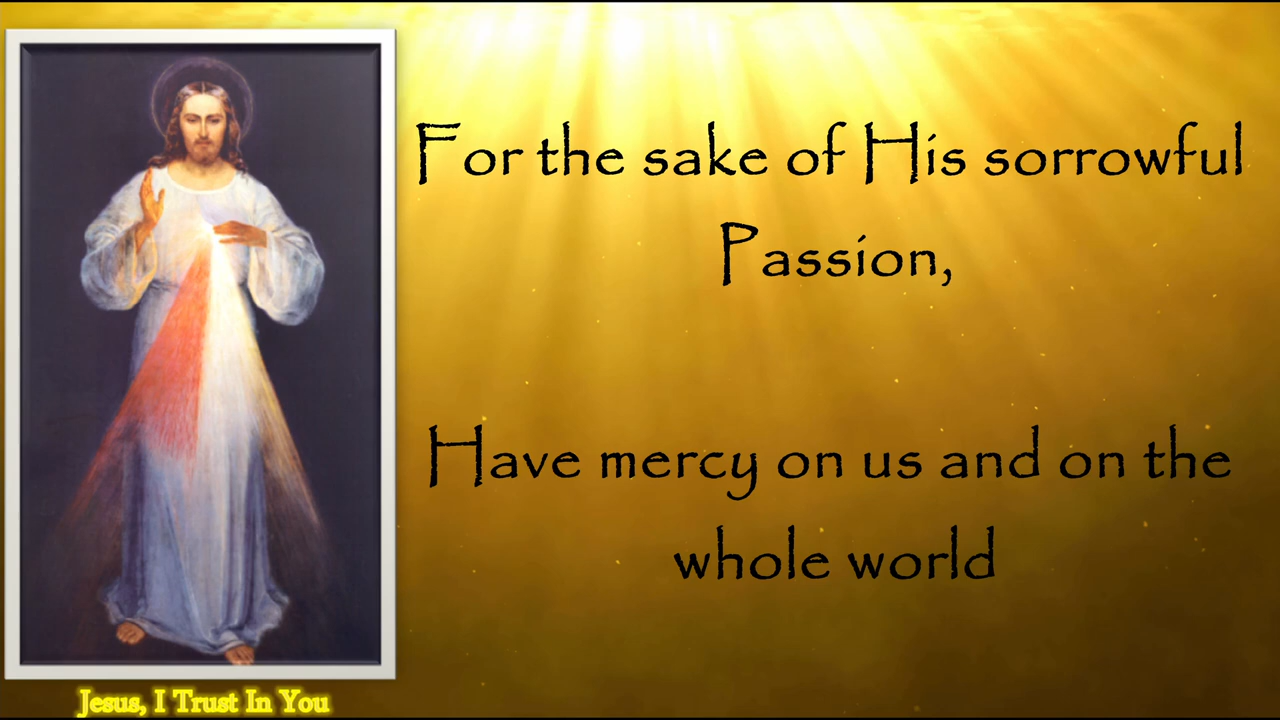 For the sake of His sorrowful
Passion,
Have mercy on us and on the
whole world
Jesus, I Trust In You